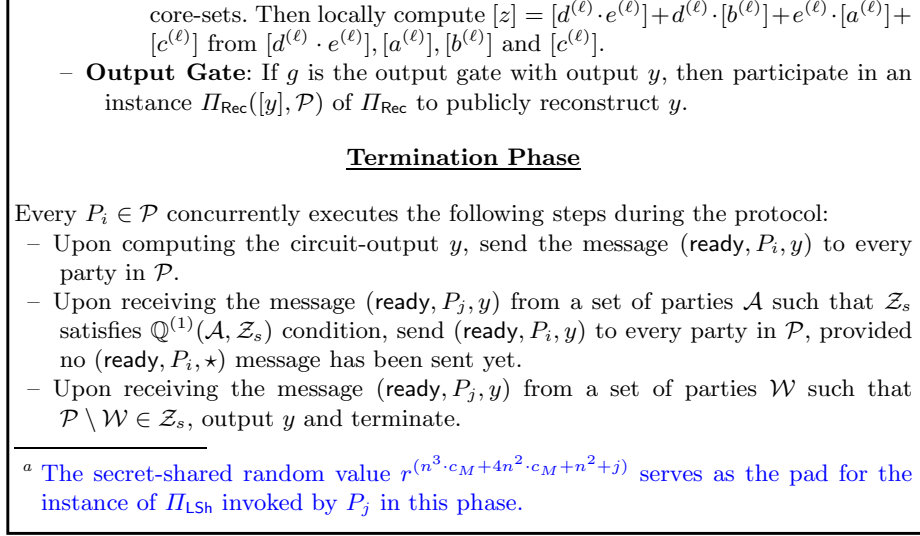 core-sets. Then locally compute [z] = [d^(ℓ)·e^(ℓ)]+d^(ℓ)·[b^(ℓ)]+e^(ℓ)·[a^(ℓ)]+
[c^(ℓ)] from [d^(ℓ) · e^(ℓ)], [a^(ℓ)], [b^(ℓ)] and [c^(ℓ)].
– Output Gate: If g is the output gate with output y, then participate in an
instance Π_Rec([y], 𝒫) of Π_Rec to publicly reconstruct y.
Termination Phase
Every P_i ∈ 𝒫 concurrently executes the following steps during the protocol:
– Upon computing the circuit-output y, send the message (ready, P_i, y) to every
party in 𝒫.
– Upon receiving the message (ready, P_j, y) from a set of parties 𝒜 such that 𝒵_s
satisfies ℚ^(1)(𝒜, 𝒵_s) condition, send (ready, P_i, y) to every party in 𝒫, provided
no (ready, P_i, ⋆) message has been sent yet.
– Upon receiving the message (ready, P_j, y) from a set of parties 𝒲 such that
𝒫 \ 𝒲 ∈ 𝒵_s, output y and terminate.
a The secret-shared random value r^(n^3·c_M+4n^2·c_M+n^2+j) serves as the pad for the
instance of Π_LSh invoked by P_j in this phase.